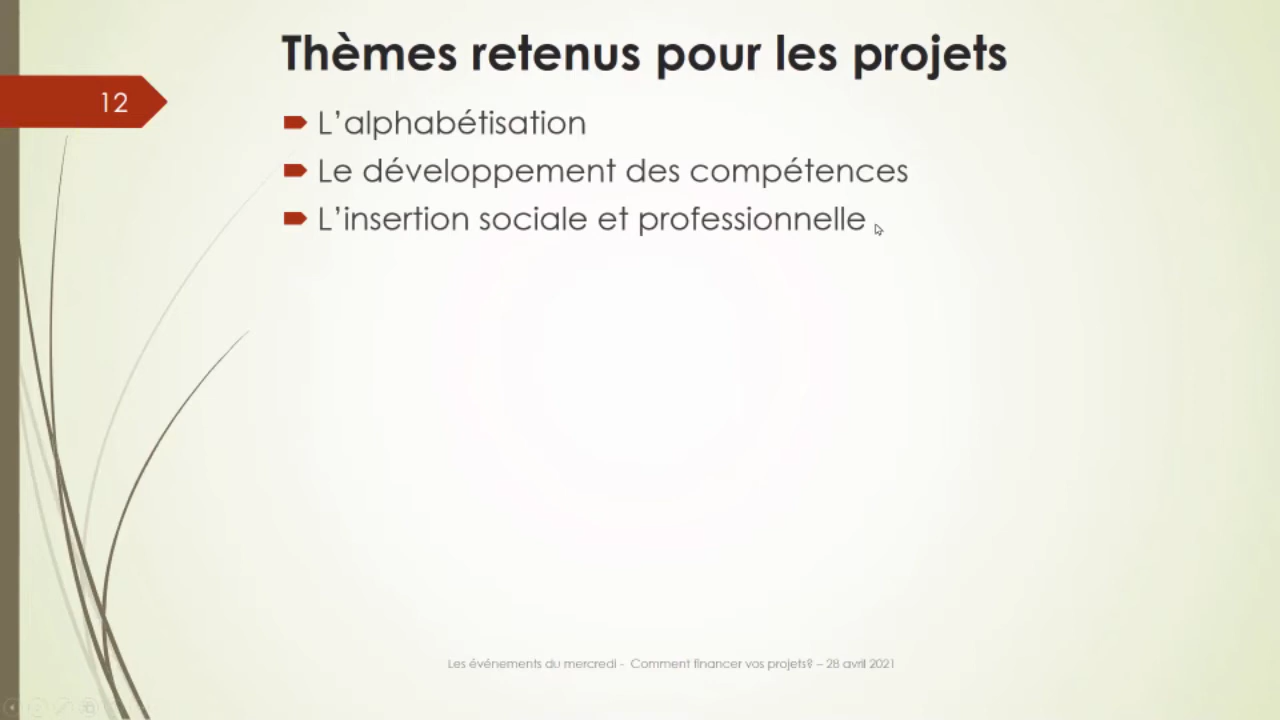 Thèmes retenus pour les projets
12
L'alphabétisation
Le développement des compétences
L'insertion sociale et professionnelle
Les événements du mercredi - Comment financer vos projets? – 28 avril 2021